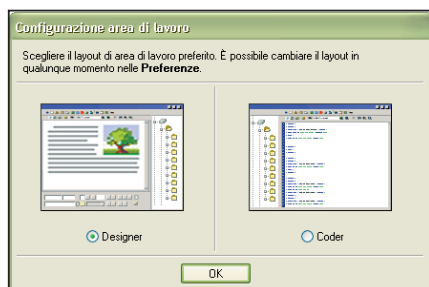 Configurazione area di lavoro
Scegliere il layout di area di lavoro preferito. È possibile cambiare il layout in
qualunque momento nelle Preferenze.
Designer
Coder
OK